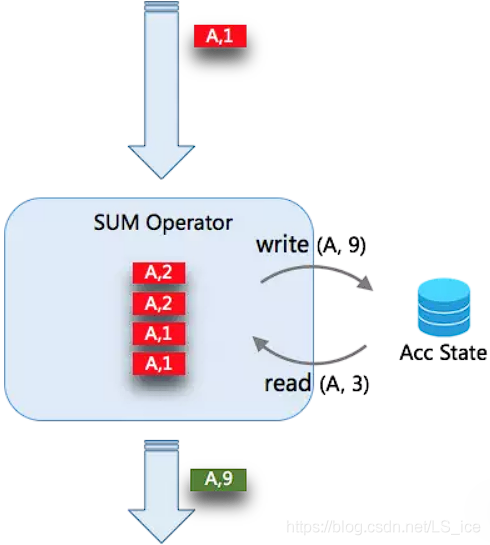 A,1
SUM Operator
write (A, 9)
A,2
A,2
A,1
A,1
Acc State
read (A, 3)
A,9
https://blog.csdn.net/LS_ice